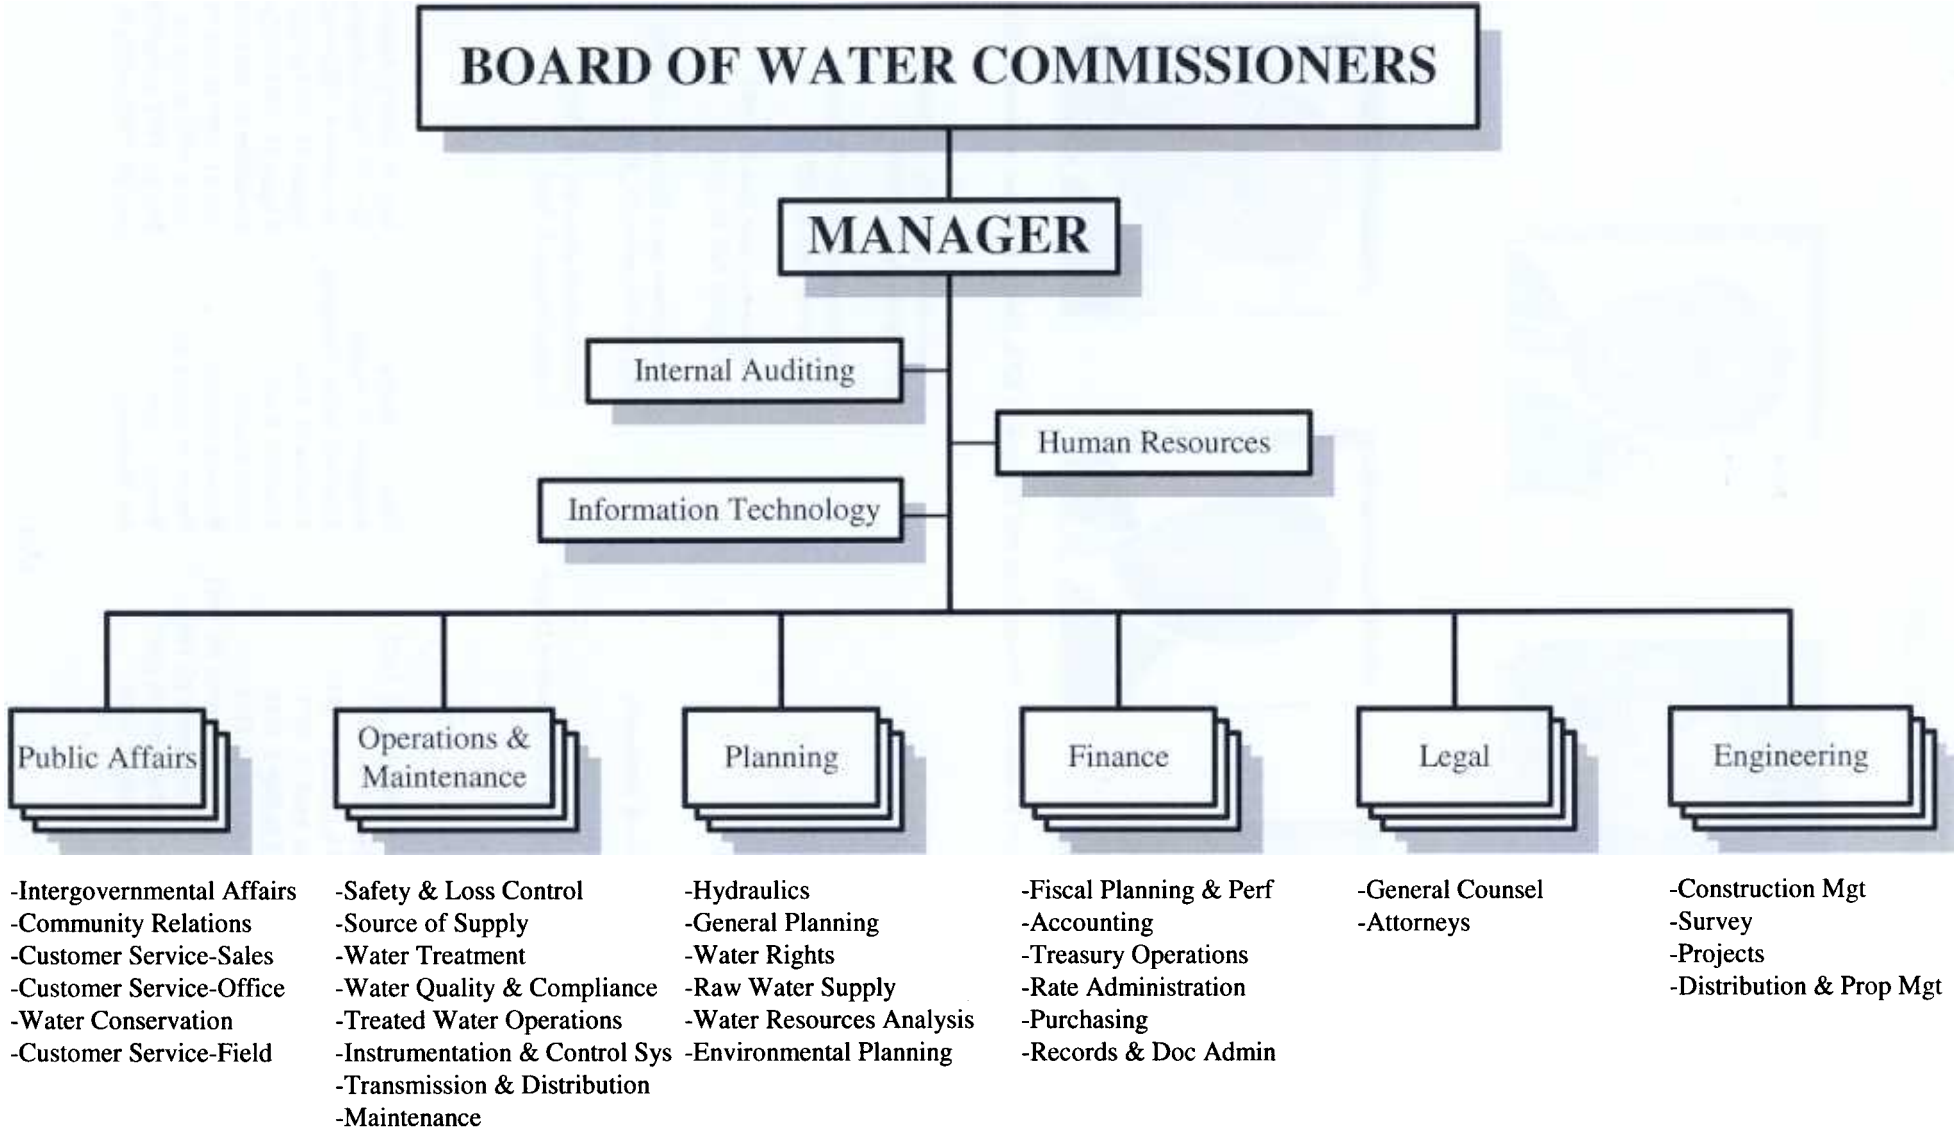 BOARD OF WATER COMMISSIONERS
MANAGER
Internal Auditing
Human Resources
Information Technology
Public Affairs
Operations &
Maintenance
Planning
Finance
Legal
Engineering
-Intergovernmental Affairs
-Community Relations
-Customer Service-Sales
-Customer Service-Office
-Water Conservation
-Customer Service-Field
-Safety & Loss Control
-Source of Supply
-Water Treatment
-Water Quality & Compliance
-Treated Water Operations
-Instrumentation & Control Sys
-Transmission & Distribution
-Maintenance
-Hydraulics
-General Planning
-Water Rights
-Raw Water Supply
-Water Resources Analysis
-Environmental Planning
-Fiscal Planning & Perf
-Accounting
-Treasury Operations
-Rate Administration
-Purchasing
-Records & Doc Admin
-General Counsel
-Attorneys
-Construction Mgt
-Survey
-Projects
-Distribution & Prop Mgt